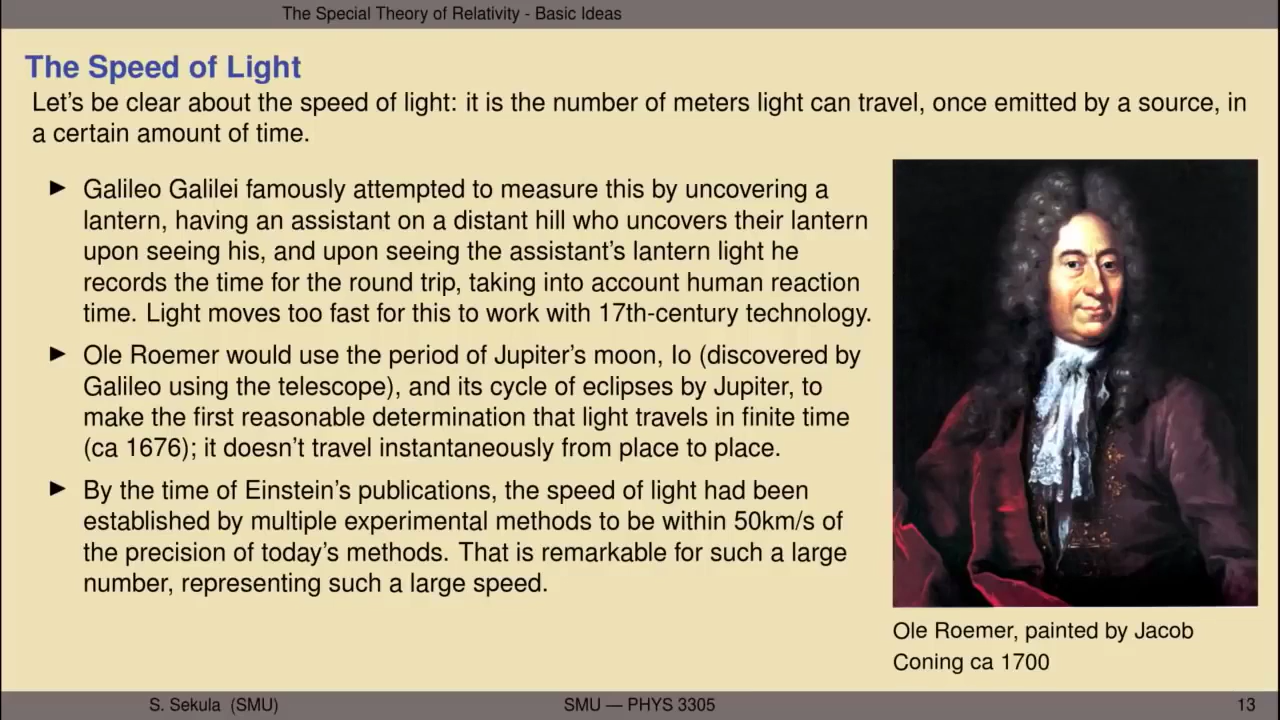 The Special Theory of Relativity - Basic Ideas
The Speed of Light
Let's be clear about the speed of light: it is the number of meters light can travel, once emitted by a source, in
a certain amount of time.
► Galileo Galilei famously attempted to measure this by uncovering a
lantern, having an assistant on a distant hill who uncovers their lantern
upon seeing his, and upon seeing the assistant's lantern light he
records the time for the round trip, taking into account human reaction
time. Light moves too fast for this to work with 17th-century technology.
► Ole Roemer would use the period of Jupiter's moon, Io (discovered by
Galileo using the telescope), and its cycle of eclipses by Jupiter, to
make the first reasonable determination that light travels in finite time
(ca 1676); it doesn't travel instantaneously from place to place.
► By the time of Einstein's publications, the speed of light had been
established by multiple experimental methods to be within 50km/s of
the precision of today's methods. That is remarkable for such a large
number, representing such a large speed.
Ole Roemer, painted by Jacob
Coning ca 1700
S. Sekula (SMU)
SMU — PHYS 3305
13